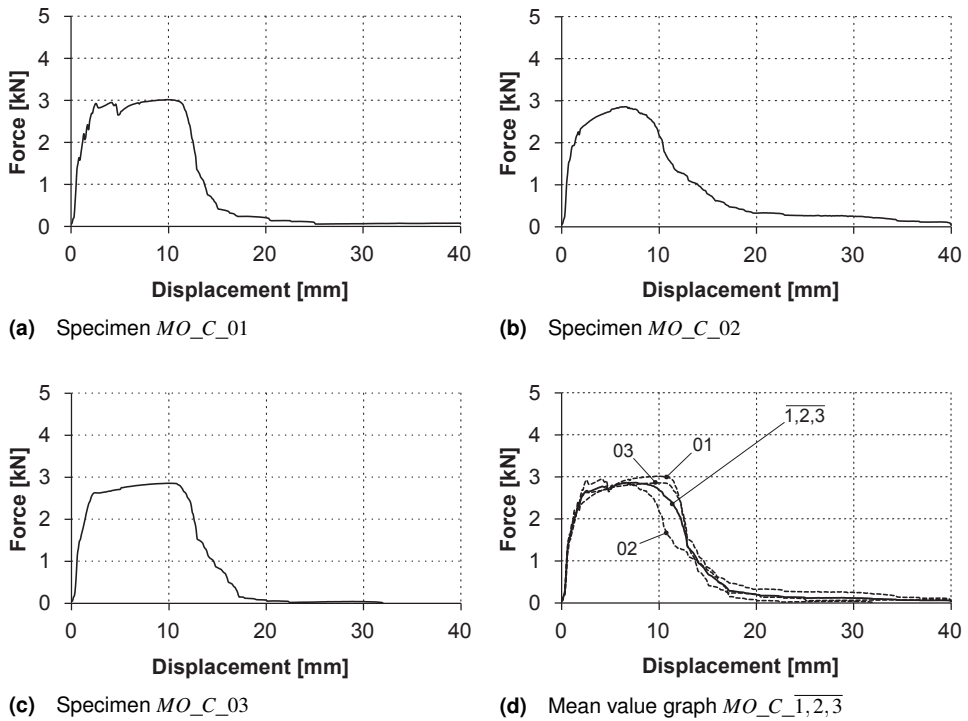 5
4
3
2
1
0
Force [kN]
0 10 20 30 40
Displacement [mm]
(a) Specimen MO_C_01
5
4
3
2
1
0
Force [kN]
0 10 20 30 40
Displacement [mm]
(b) Specimen MO_C_02
5
4
3
2
1
0
Force [kN]
0 10 20 30 40
Displacement [mm]
(c) Specimen MO_C_03
5
4
3
2
1
0
Force [kN]
1,2,3
03 01
02
0 10 20 30 40
Displacement [mm]
(d) Mean value graph MO_C_1,2,3